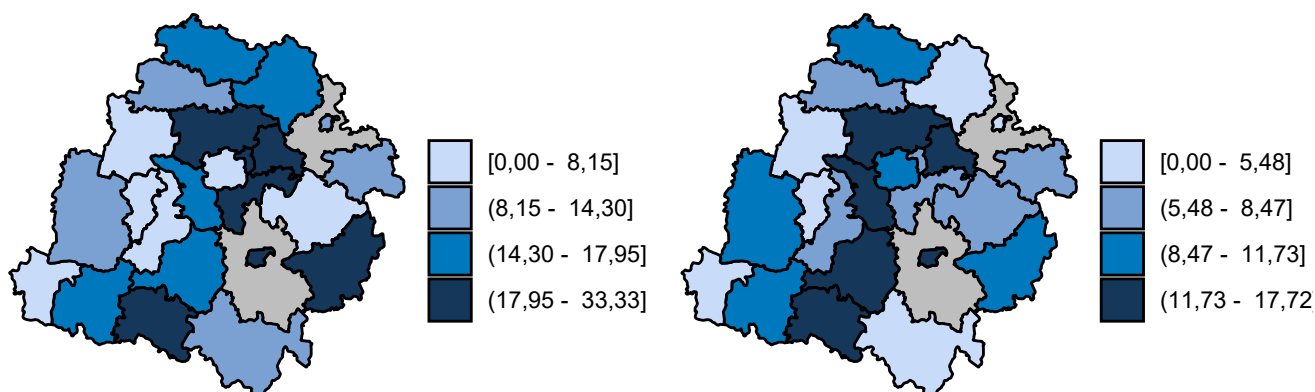 [0,00 - 8,15]
(8,15 - 14,30]
(14,30 - 17,95]
(17,95 - 33,33]
[0,00 - 5,48]
(5,48 - 8,47]
(8,47 - 11,73]
(11,73 - 17,72]